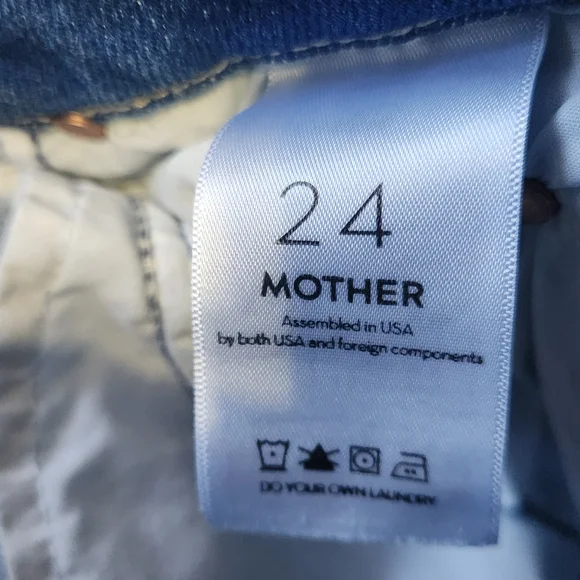 24
MOTHER
Assembled in USA
by both USA and foreign components
DO YOUR OWN LAUNDRY